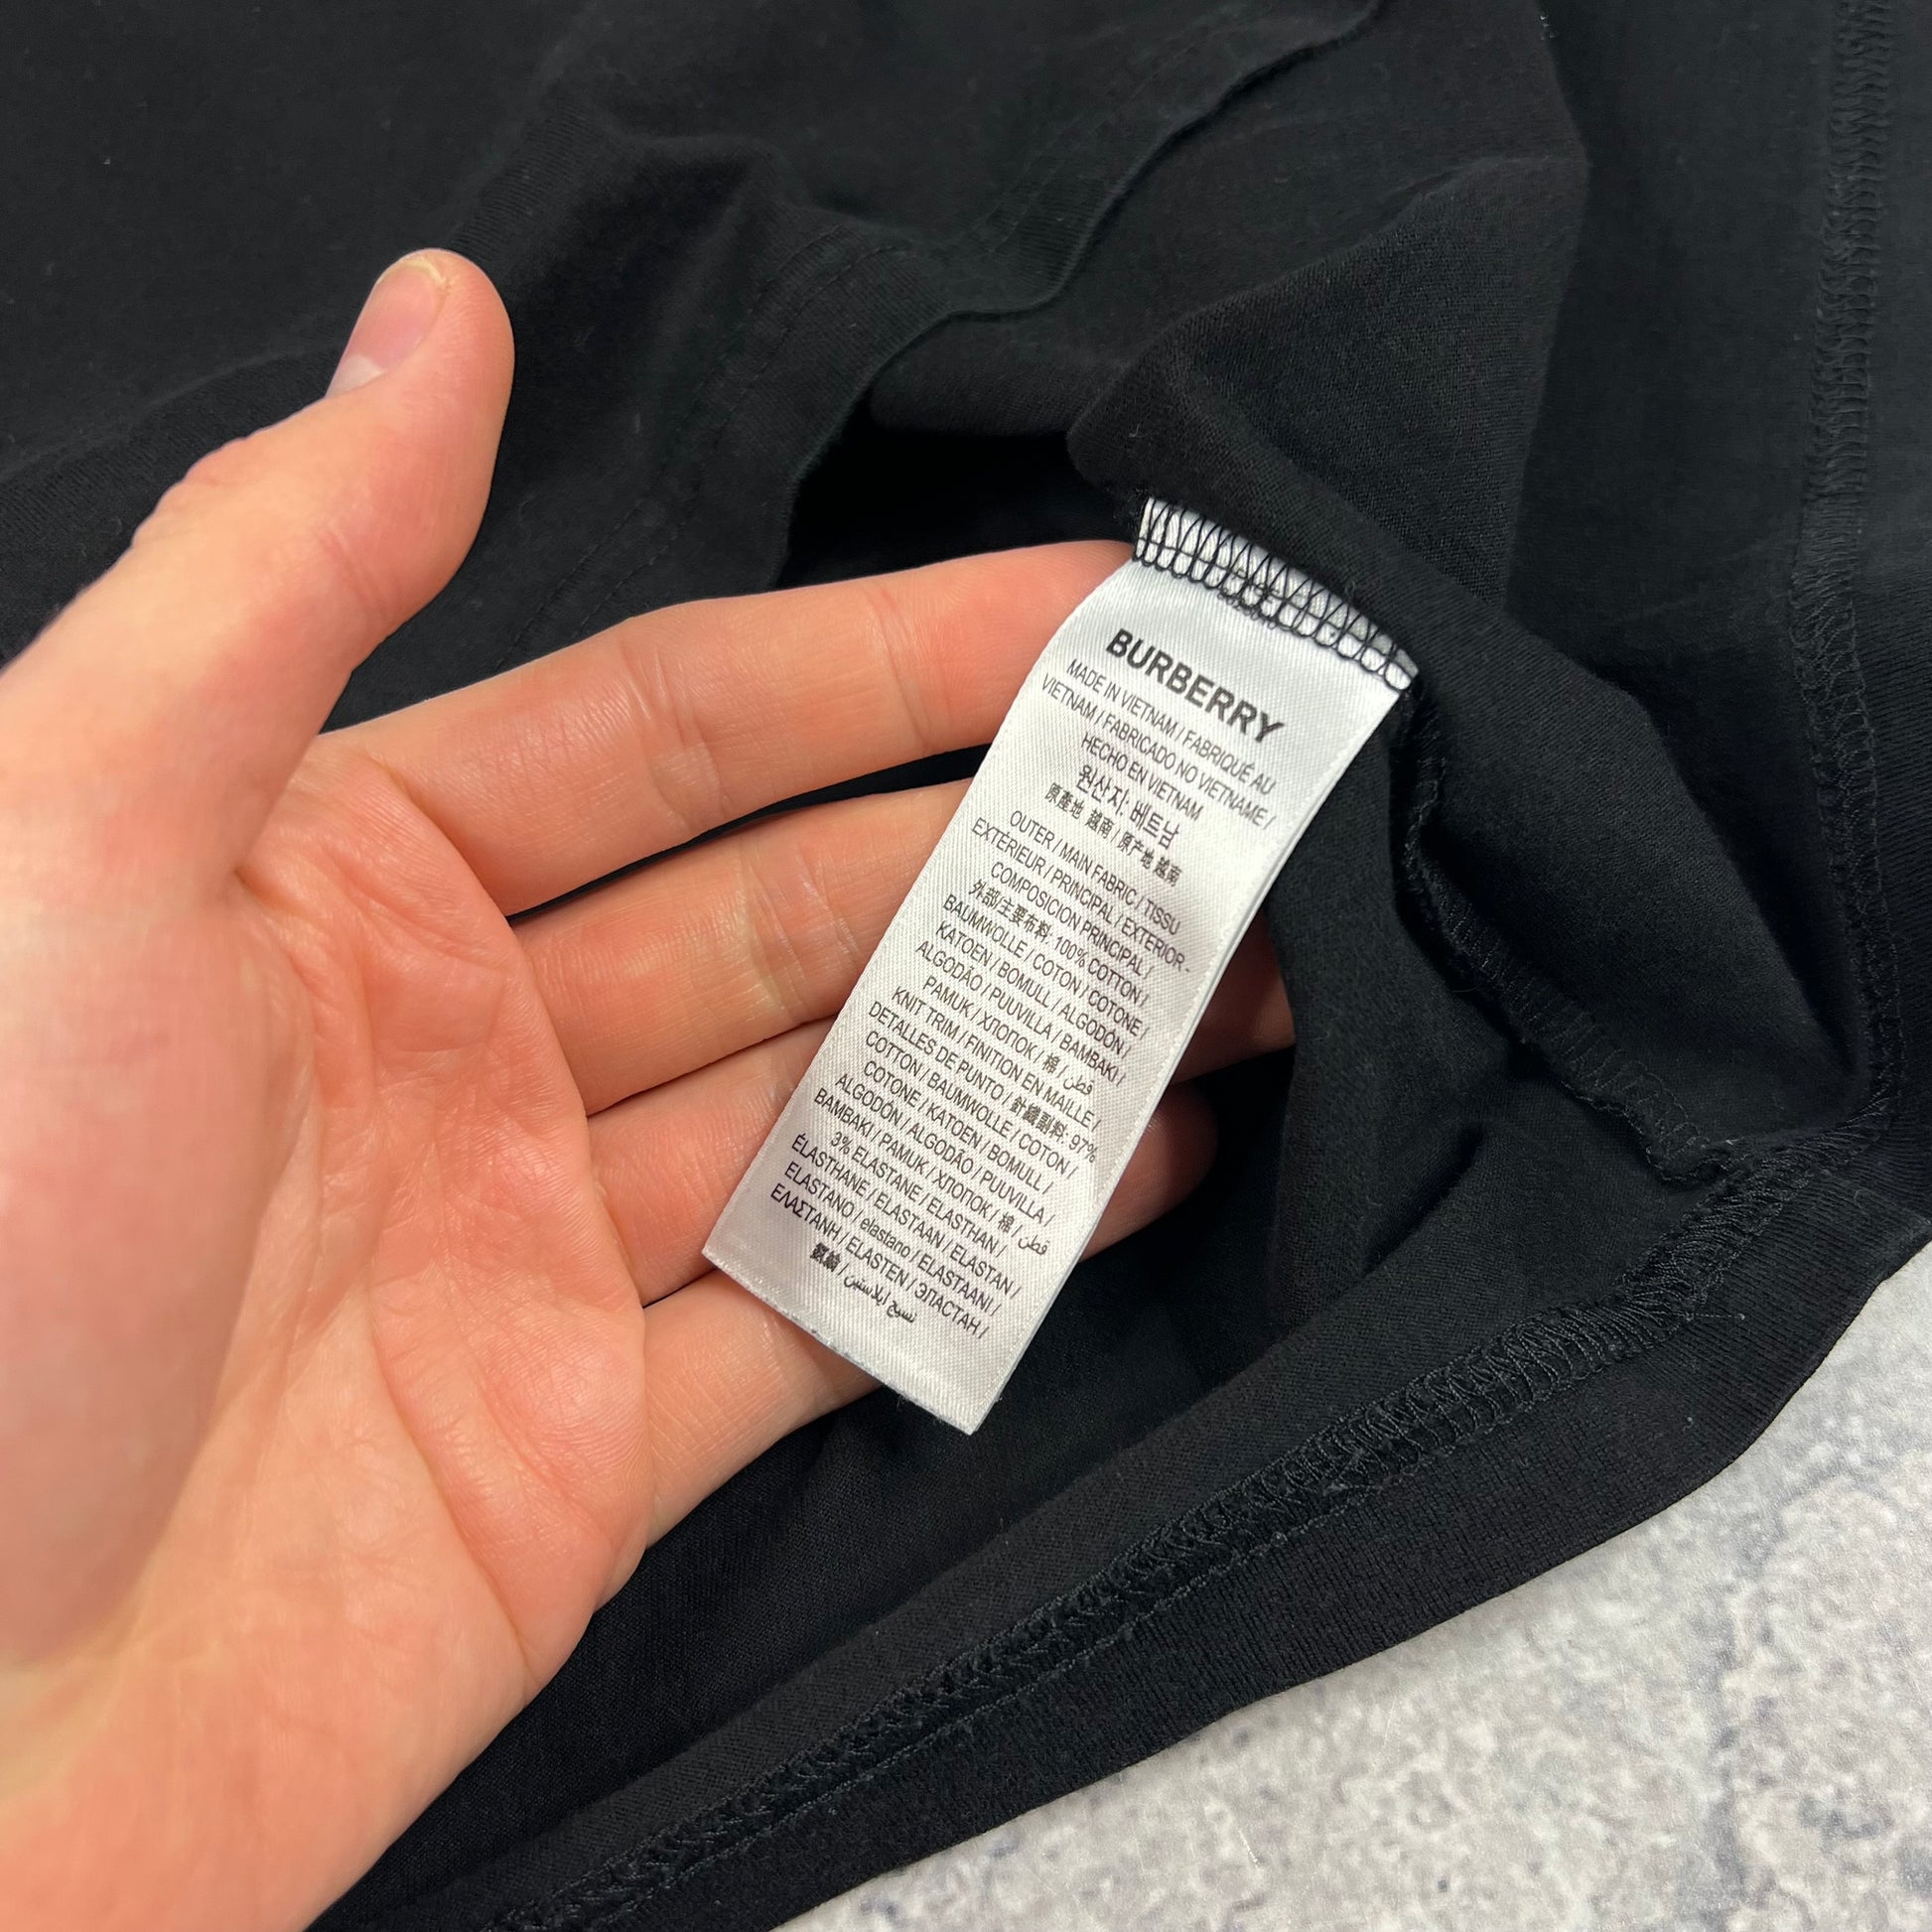 BURBERRY
MADE IN VIETNAM / FABRIQUÉ AU
VIETNAM / FABRICADO NO VIETNAME /
HECHO EN VIETNAM
원산지: 베트남
原產地 越南 / 原产地 越南
OUTER / MAIN FABRIC / TISSU
EXTÉRIEUR / PRINCIPAL / EXTERIOR -
COMPOSICION PRINCIPAL /
外部/主要布料: 100% COTTON /
BAUMWOLLE / COTON / COTONE /
KATOEN / BOMULL / ALGODÓN /
ALGODÃO / PUUVILLA / BAMBAKI /
PAMUK / ХЛОПОК / 棉 / قطن
KNIT TRIM / FINITION EN MAILLE /
DETALLES DE PUNTO / 針織副料: 97%
COTTON / BAUMWOLLE / COTON /
COTONE / KATOEN / BOMULL /
ALGODÓN / ALGODÃO / PUUVILLA /
BAMBAKI / PAMUK / ХЛОПОК / 棉 / قطن
3% ELASTANE / ELASTHAN /
ÉLASTHANE / ELASTAAN / ELASTAN /
ELASTANO / elastano / ELASTAANI /
ΕΛΑΣΤΑΝΗ / ELASTEN / ЭЛАСТАН /
氨綸 / نسيج ايلاستين